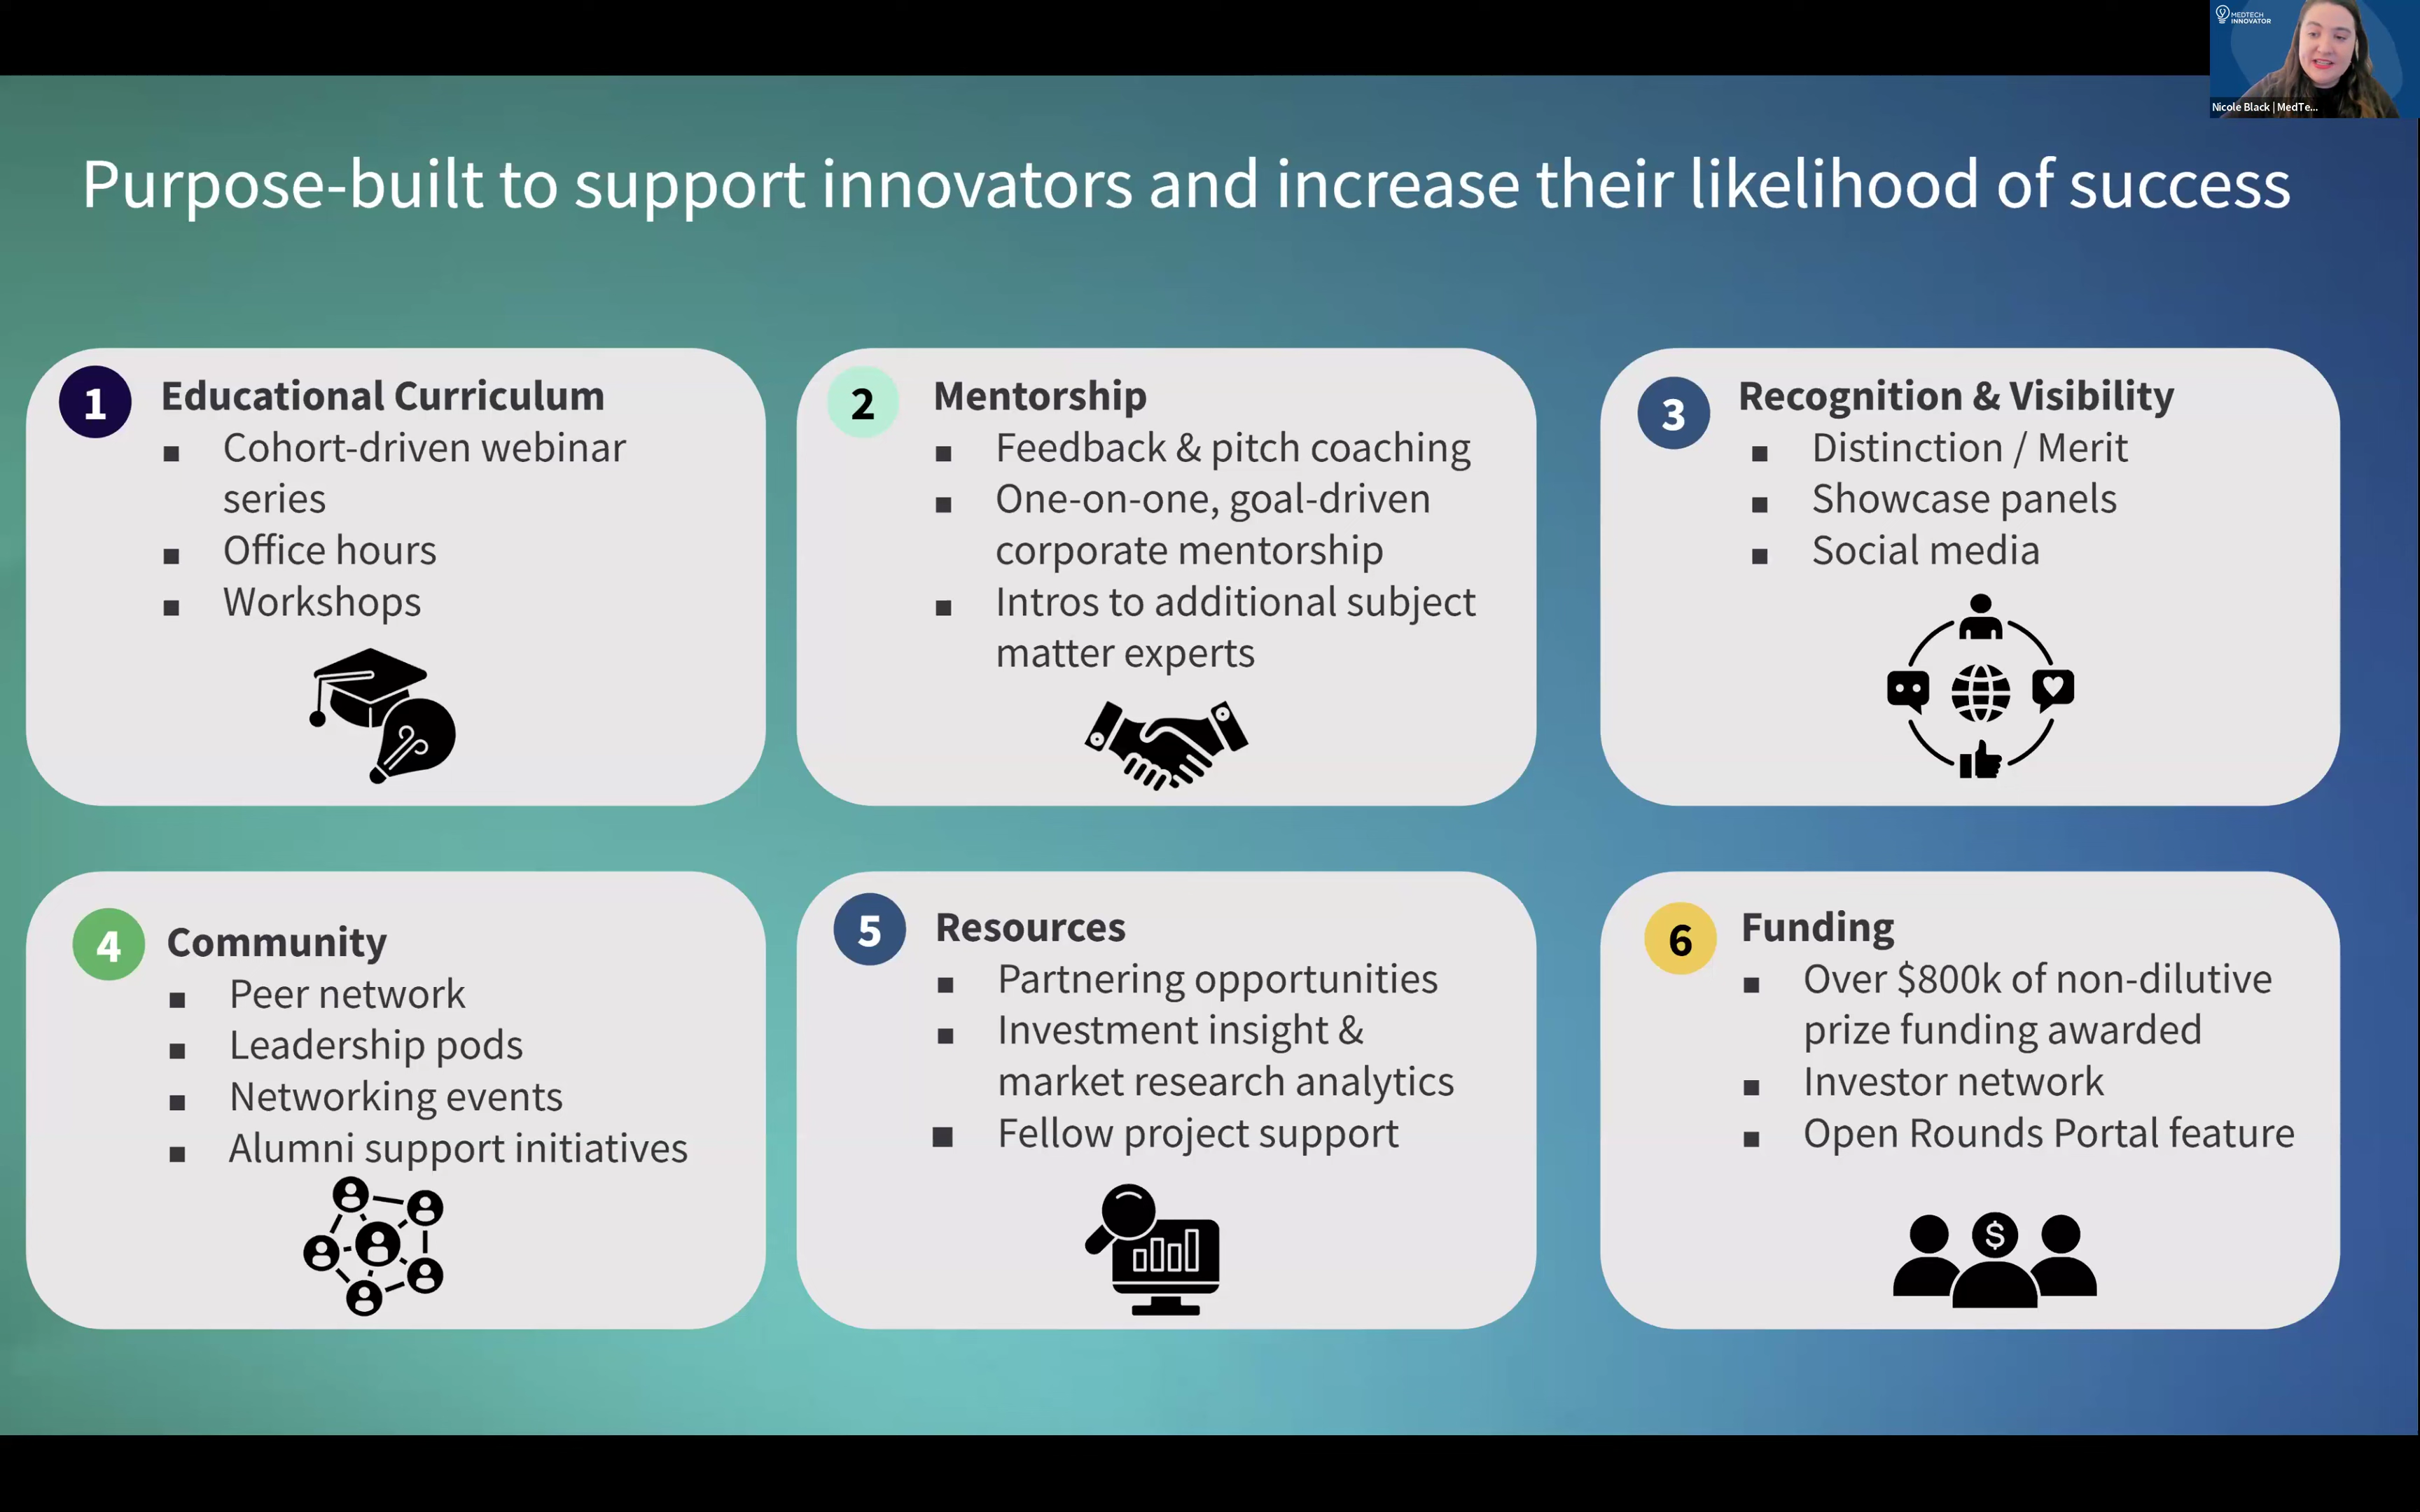 MEDTECH
INNOVATOR
Nicole Black | MedTe...
Purpose-built to support innovators and increase their likelihood of success
1
Educational Curriculum
■ Cohort-driven webinar
series
■ Office hours
■ Workshops
2
Mentorship
■ Feedback & pitch coaching
■ One-on-one, goal-driven
corporate mentorship
■ Intros to additional subject
matter experts
3
Recognition & Visibility
■ Distinction / Merit
■ Showcase panels
■ Social media
4
Community
■ Peer network
■ Leadership pods
■ Networking events
■ Alumni support initiatives
5
Resources
■ Partnering opportunities
■ Investment insight &
market research analytics
■ Fellow project support
6
Funding
■ Over $800k of non-dilutive
prize funding awarded
■ Investor network
■ Open Rounds Portal feature
$